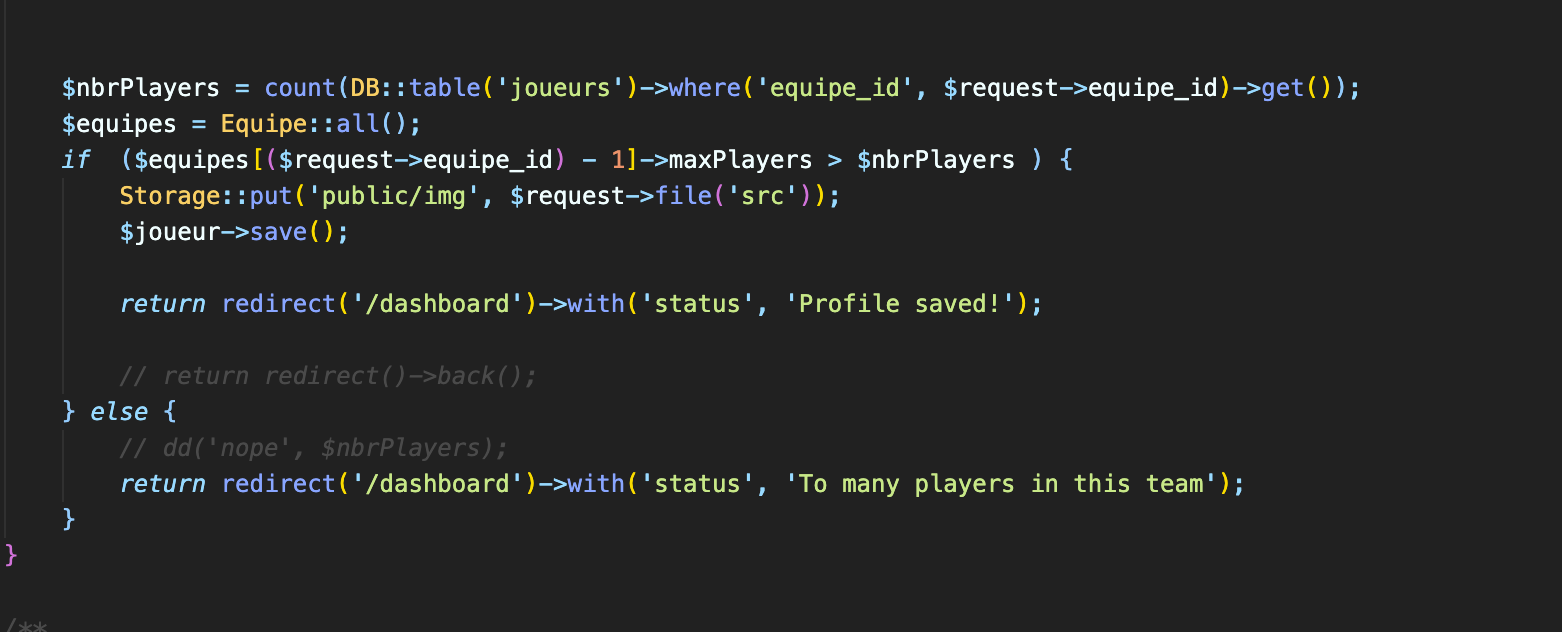 $nbrPlayers = count(DB::table('joueurs')->where('equipe_id', $request->equipe_id)->get());
$equipes = Equipe::all();
if  ($equipes[($request->equipe_id) - 1]->maxPlayers > $nbrPlayers ) {
Storage::put('public/img', $request->file('src'));
$joueur->save();
return redirect('/dashboard')->with('status', 'Profile saved!');
// return redirect()->back();
} else {
// dd('nope', $nbrPlayers);
return redirect('/dashboard')->with('status', 'To many players in this team');
}
}
/**